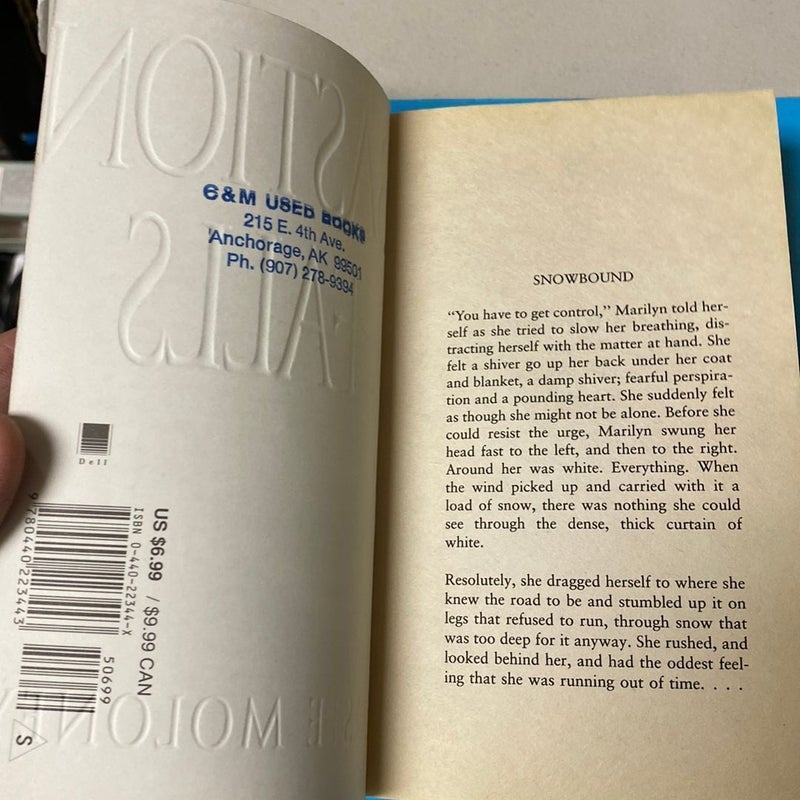 C&M USED BOOKS
215 E. 4th Ave.
Anchorage, AK 99501
Ph. (907) 278-9394
Dell
US $6.99 / $9.99 CAN
ISBN 0-440-22344-X
9 780440 223443
50699
S
MOLONEY
SNOWBOUND
“You have to get control,” Marilyn told her-
self as she tried to slow her breathing, dis-
tracting herself with the matter at hand. She
felt a shiver go up her back under her coat
and blanket, a damp shiver; fearful perspira-
tion and a pounding heart. She suddenly felt
as though she might not be alone. Before she
could resist the urge, Marilyn swung her
head fast to the left, and then to the right.
Around her was white. Everything. When
the wind picked up and carried with it a
load of snow, there was nothing she could
see through the dense, thick curtain of
white.
Resolutely, she dragged herself to where she
knew the road to be and stumbled up it on
legs that refused to run, through snow that
was too deep for it anyway. She rushed, and
looked behind her, and had the oddest feel-
ing that she was running out of time. . . .